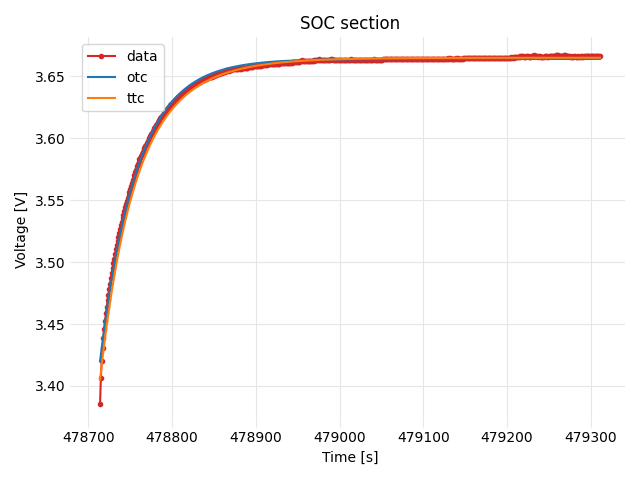 SOC section
data
otc
ttc
Voltage [V]
3.65
3.60
3.55
3.50
3.45
3.40
478700 478800 478900 479000 479100 479200 479300
Time [s]